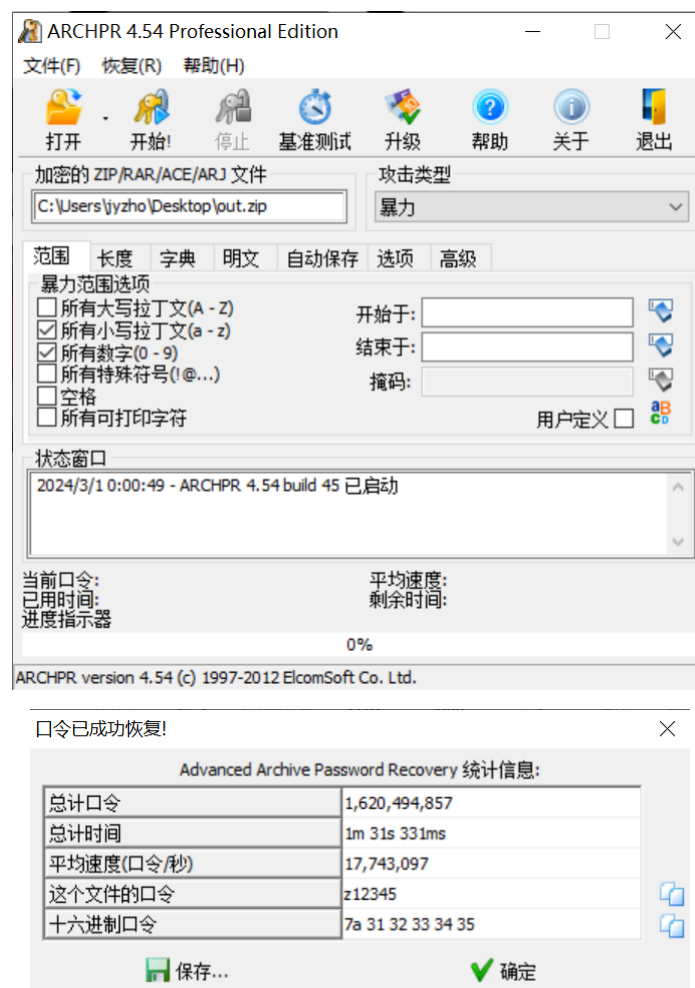 ARCHPR 4.54 Professional Edition
文件(F) 恢复(R) 帮助(H)
打开 开始! 停止 基准测试 升级 帮助 关于 退出
加密的 ZIP/RAR/ACE/ARJ 文件 攻击类型
C:\Users\jyzho\Desktop\out.zip 暴力
范围 长度 字典 明文 自动保存 选项 高级
暴力范围选项
所有大写拉丁文(A - Z) 开始于:
所有小写拉丁文(a - z)
所有数字(0 - 9) 结束于:
所有特殊符号(!@...) 掩码:
空格
所有可打印字符 用户定义
状态窗口
2024/3/1 0:00:49 - ARCHPR 4.54 build 45 已启动
当前口令: 平均速度:
已用时间: 剩余时间:
进度指示器
0%
ARCHPR version 4.54 (c) 1997-2012 ElcomSoft Co. Ltd.
口令已成功恢复!
Advanced Archive Password Recovery 统计信息:
总计口令 1,620,494,857
总计时间 1m 31s 331ms
平均速度(口令/秒) 17,743,097
这个文件的口令 z12345
十六进制口令 7a 31 32 33 34 35
保存... 确定